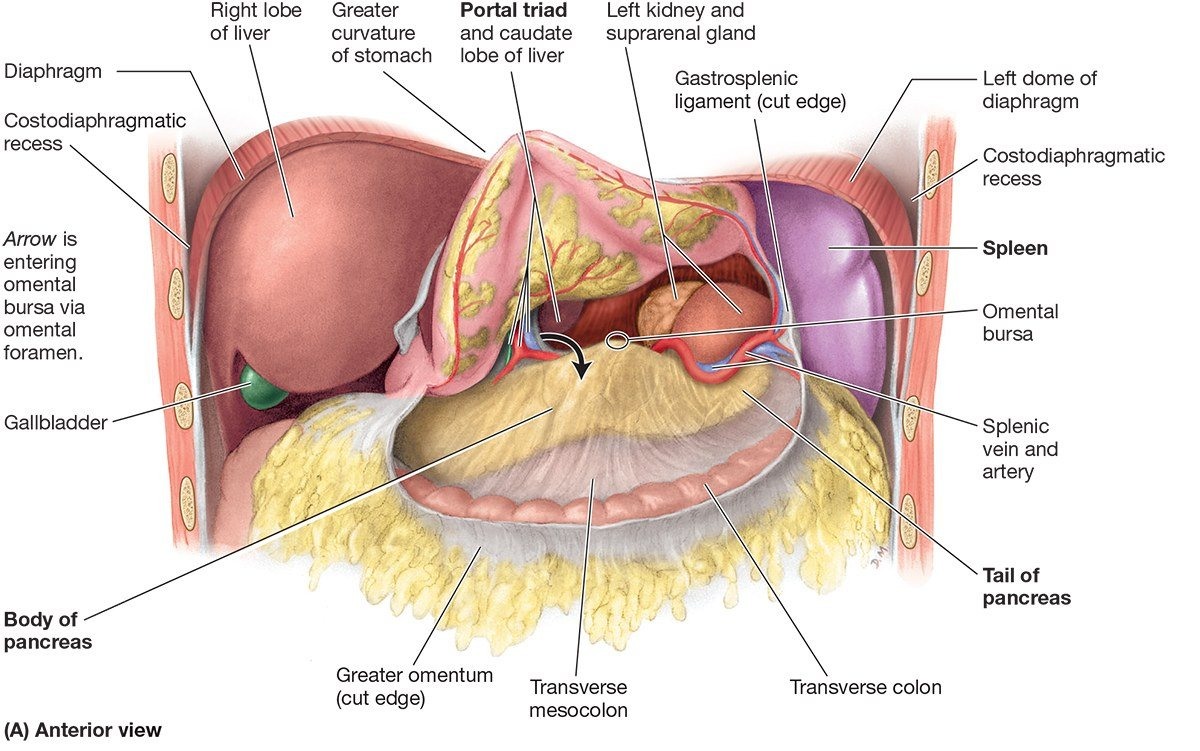 Right lobe
of liver
Greater
curvature
of stomach
Portal triad
and caudate
lobe of liver
Left kidney and
suprarenal gland
Diaphragm
Gastrosplenic
ligament (cut edge)
Left dome of
diaphragm
Costodiaphragmatic
recess
Costodiaphragmatic
recess
Arrow is
entering
omental
bursa via
omental
foramen.
Spleen
Omental
bursa
Gallbladder
Splenic
vein and
artery
Tail of
pancreas
Body of
pancreas
Greater omentum
(cut edge)
Transverse
mesocolon
Transverse colon
(A) Anterior view